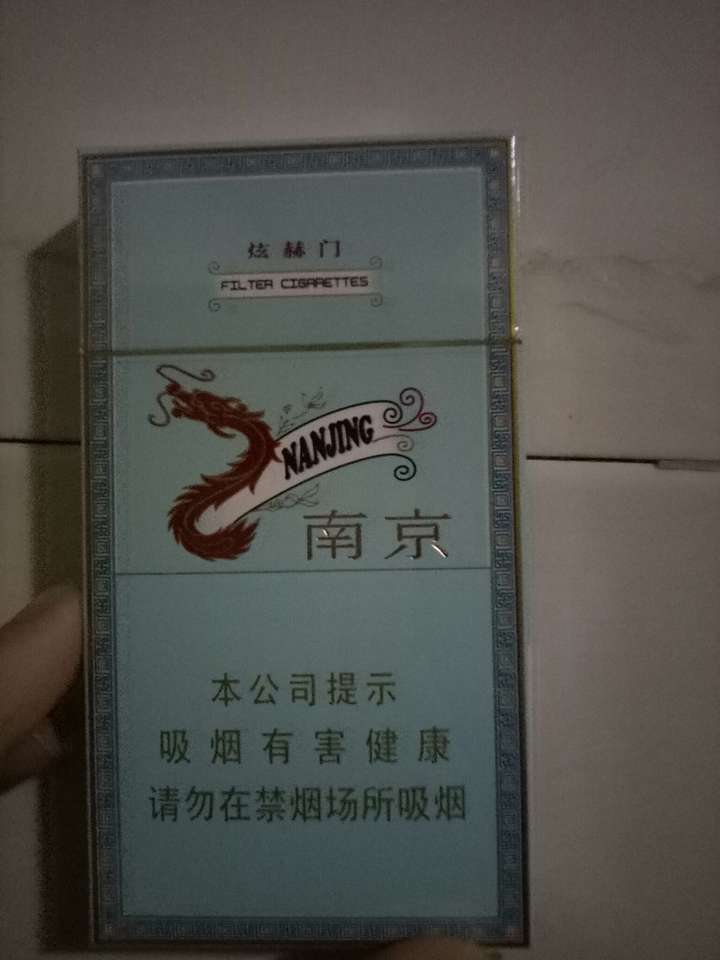 炫赫门
FILTER CIGARETTES
NANJING
南京
本公司提示
吸烟有害健康
请勿在禁烟场所吸烟